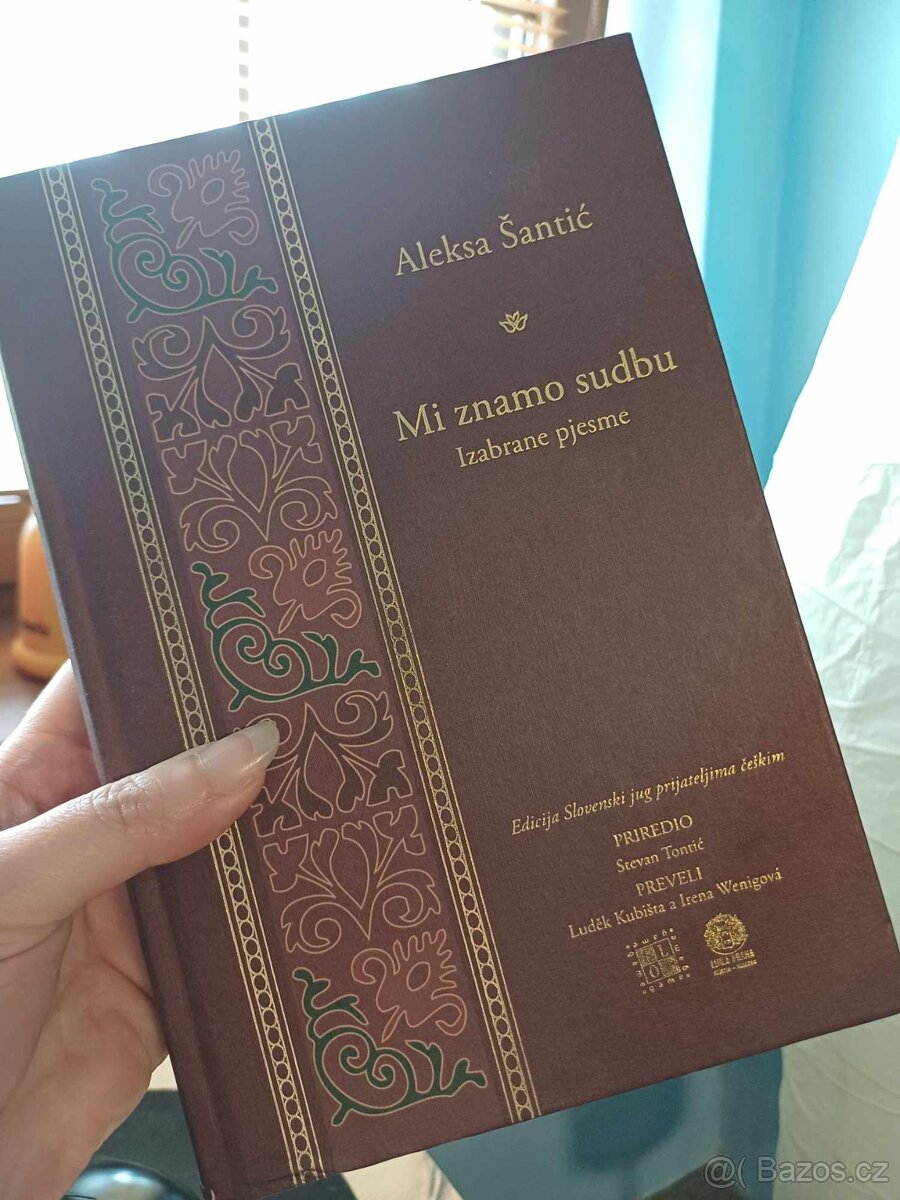 Aleksa Šantić
Mi znamo sudbu
Izabrane pjesme
Edicija Slovenski jug prijateljima češkim
PRIREDIO
Stevan Tontić
PREVELI
Luděk Kubišta a Irena Wenigová
@( Bazos.cz